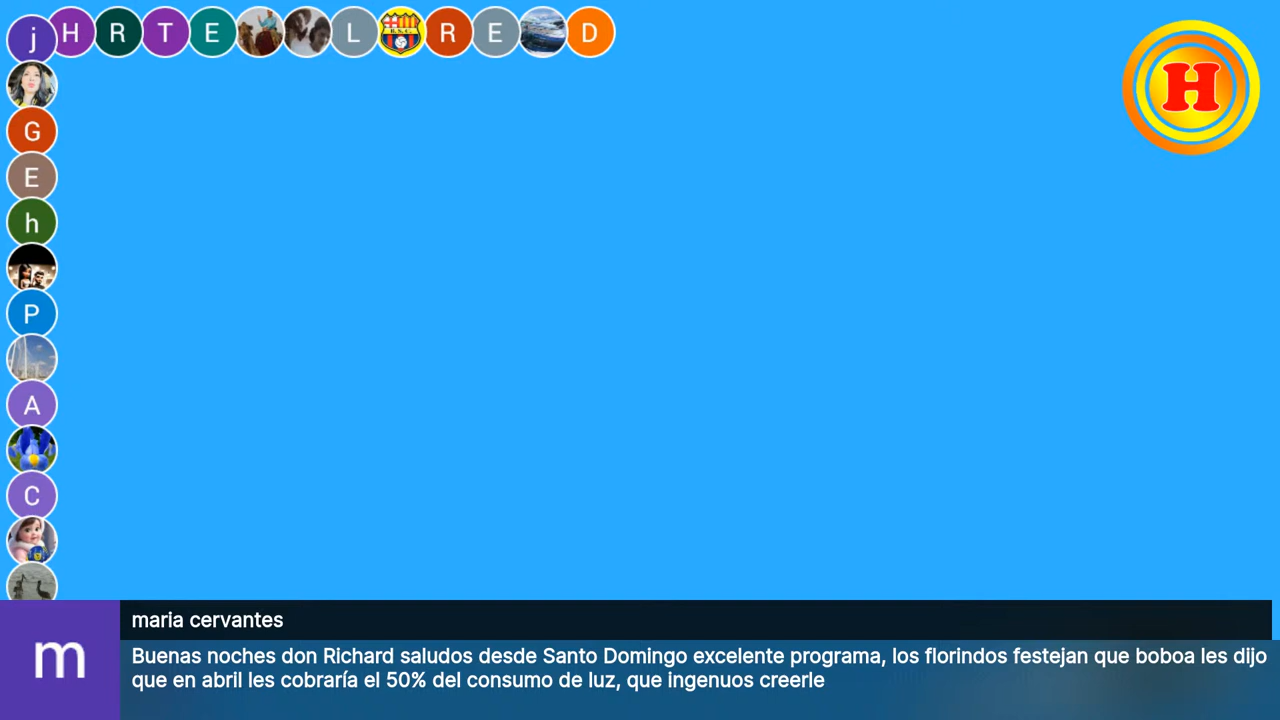 j H R T E L R E D
G
E
h
P
A
C
H
maria cervantes
m
Buenas noches don Richard saludos desde Santo Domingo excelente programa, los florindos festejan que boboa les dijo
que en abril les cobraría el 50% del consumo de luz, que ingenuos creerle